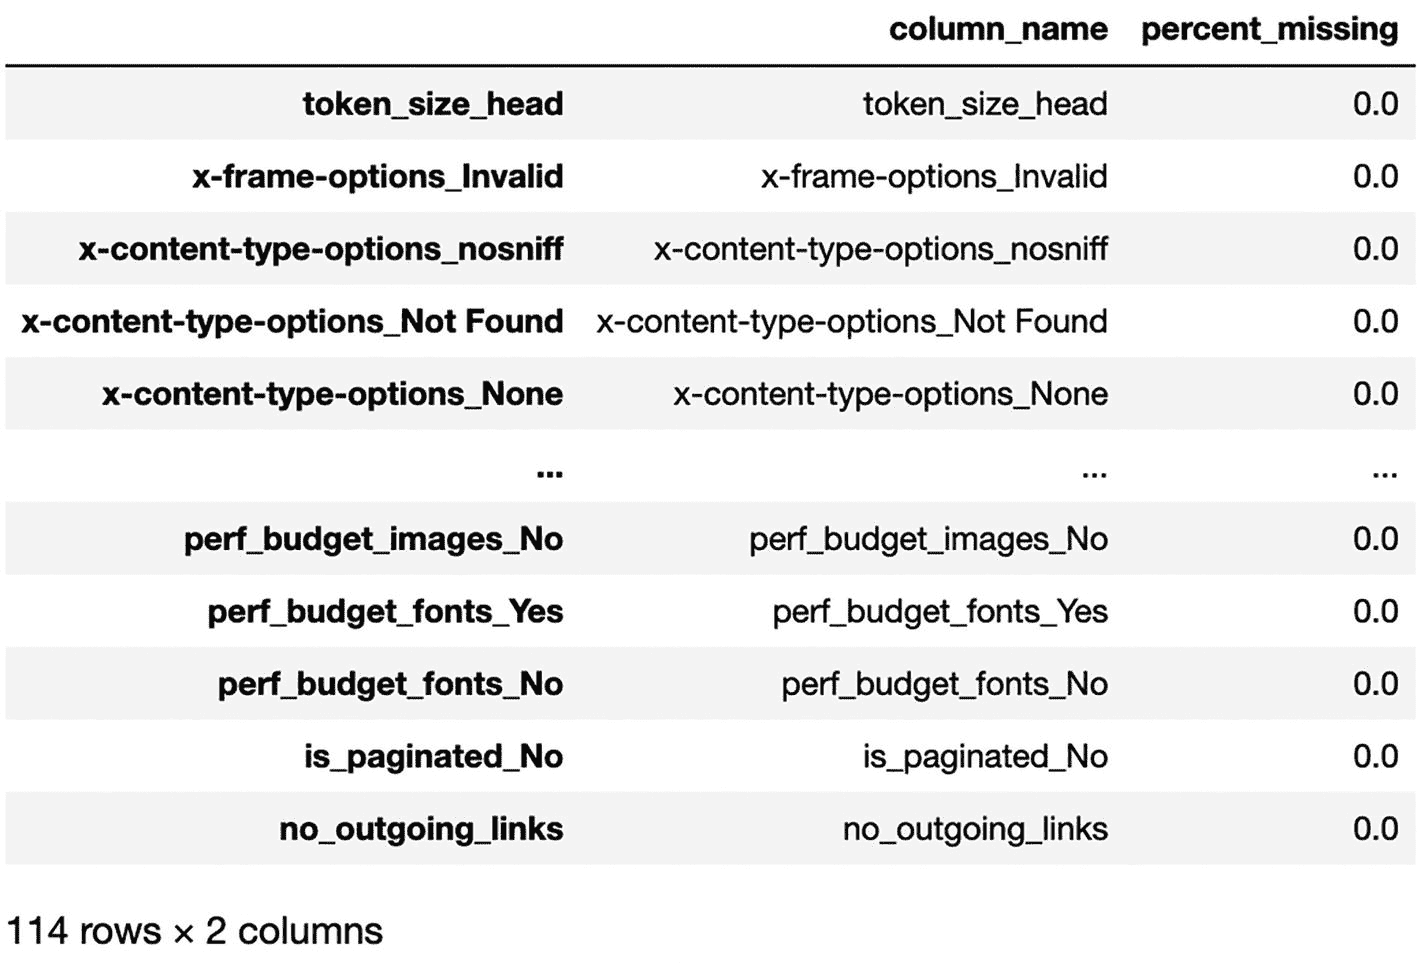 column_name percent_missing
token_size_head token_size_head 0.0
x-frame-options_Invalid x-frame-options_Invalid 0.0
x-content-type-options_nosniff x-content-type-options_nosniff 0.0
x-content-type-options_Not Found x-content-type-options_Not Found 0.0
x-content-type-options_None x-content-type-options_None 0.0
... ... ...
perf_budget_images_No perf_budget_images_No 0.0
perf_budget_fonts_Yes perf_budget_fonts_Yes 0.0
perf_budget_fonts_No perf_budget_fonts_No 0.0
is_paginated_No is_paginated_No 0.0
no_outgoing_links no_outgoing_links 0.0
114 rows × 2 columns